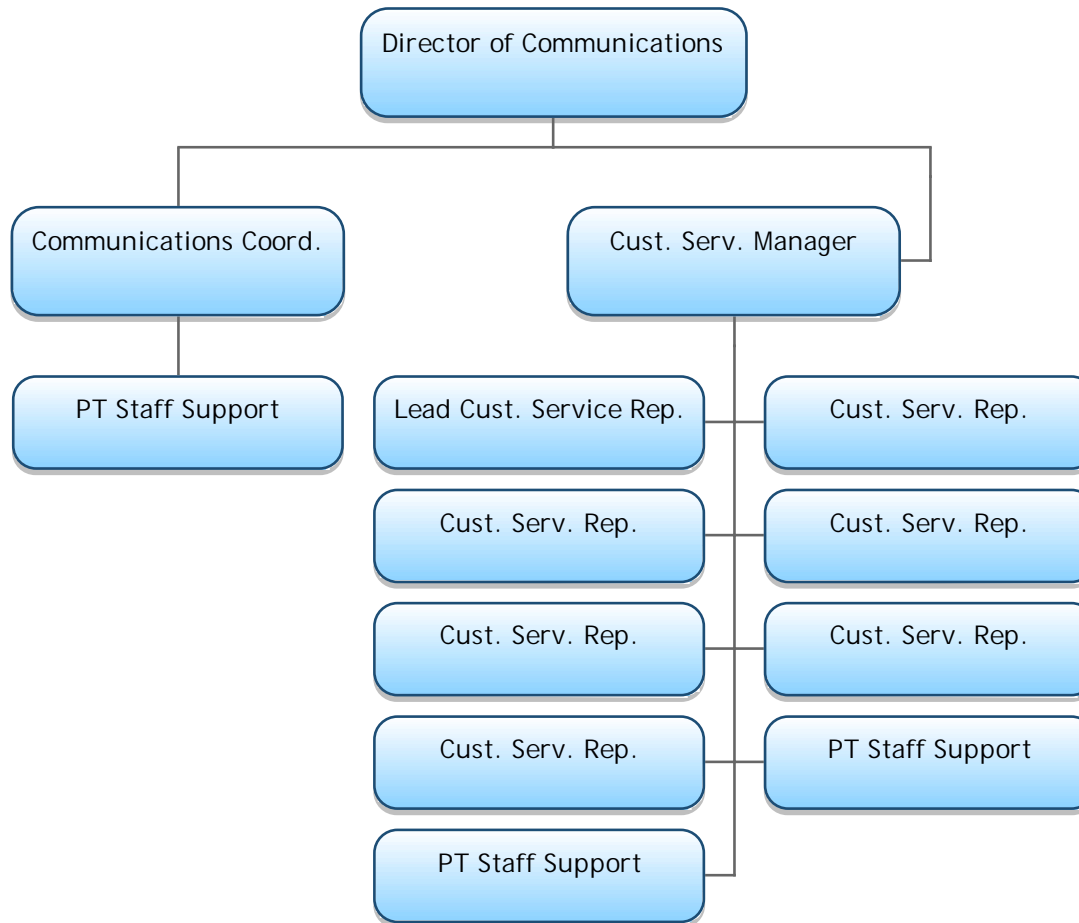 Director of Communications
Communications Coord.
Cust. Serv. Manager
PT Staff Support
Lead Cust. Service Rep.
Cust. Serv. Rep.
Cust. Serv. Rep.
Cust. Serv. Rep.
Cust. Serv. Rep.
Cust. Serv. Rep.
Cust. Serv. Rep.
PT Staff Support
PT Staff Support